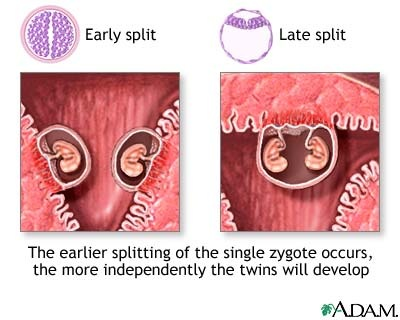 Early split
Late split
The earlier splitting of the single zygote occurs,
the more independently the twins will develop
ADAM.